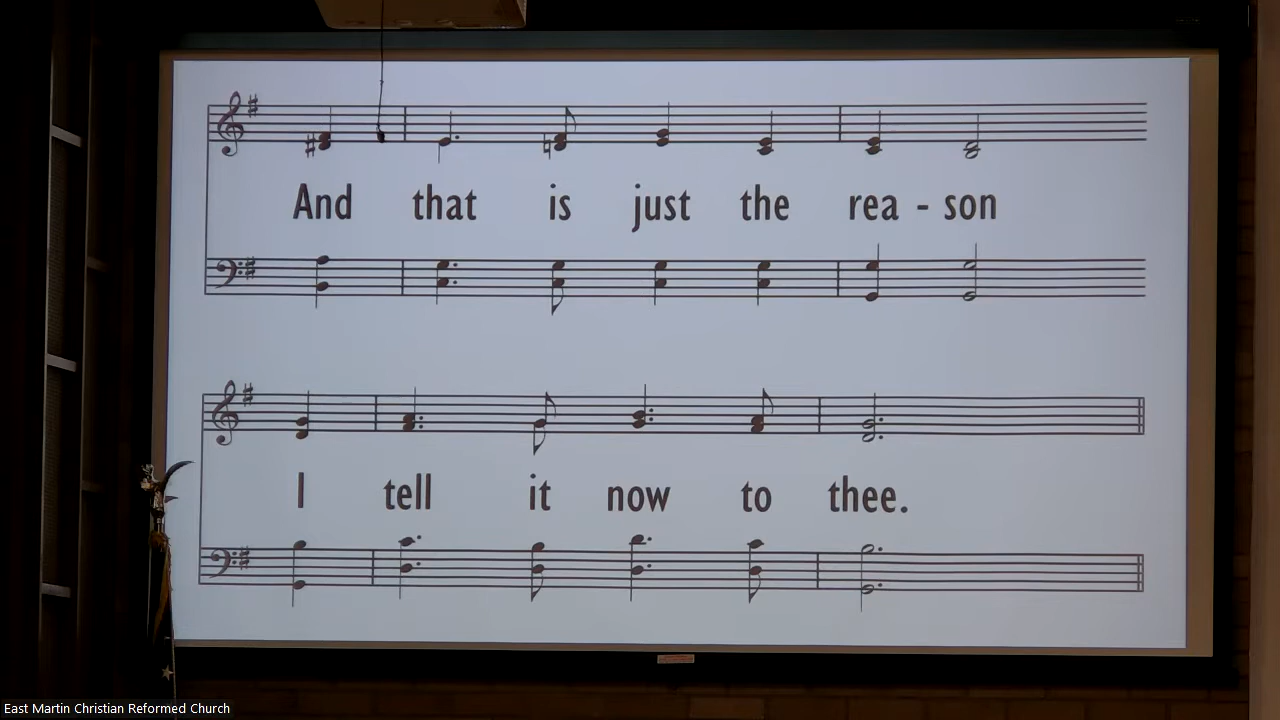 And that is just the rea - son
I tell it now to thee.
East Martin Christian Reformed Church